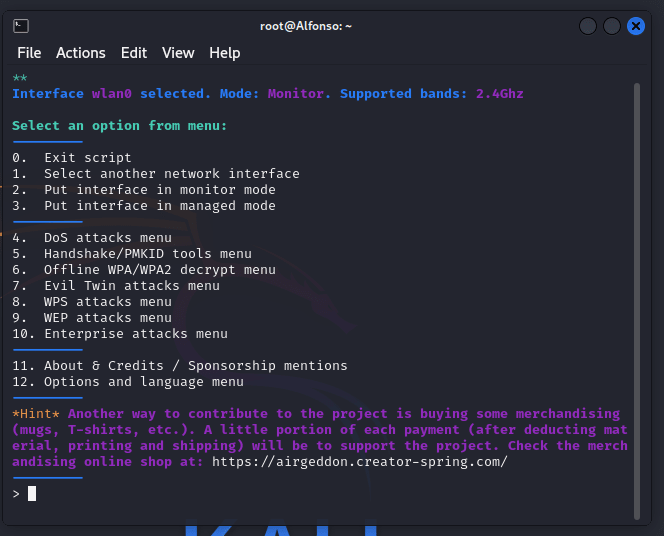 root@Alfonso: ~
File Actions Edit View Help
**
Interface wlan0 selected. Mode: Monitor. Supported bands: 2.4Ghz
Select an option from menu:
0. Exit script
1. Select another network interface
2. Put interface in monitor mode
3. Put interface in managed mode
4. DoS attacks menu
5. Handshake/PMKID tools menu
6. Offline WPA/WPA2 decrypt menu
7. Evil Twin attacks menu
8. WPS attacks menu
9. WEP attacks menu
10. Enterprise attacks menu
11. About & Credits / Sponsorship mentions
12. Options and language menu
*Hint* Another way to contribute to the project is buying some merchandising
(mugs, T-shirts, etc.). A little portion of each payment (after deducting mat
erial, printing and shipping) will be to support the project. Check the merch
andising online shop at: https://airgeddon.creator-spring.com/
>